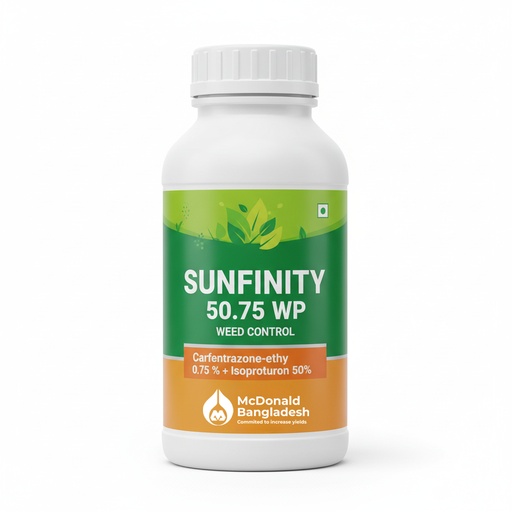 SUNFINITY
50.75 WP
WEED CONTROL
Carfentrazone-ethy
0.75 % + Isoproturon 50%
McDonald
Bangladesh
Commited to increase yields